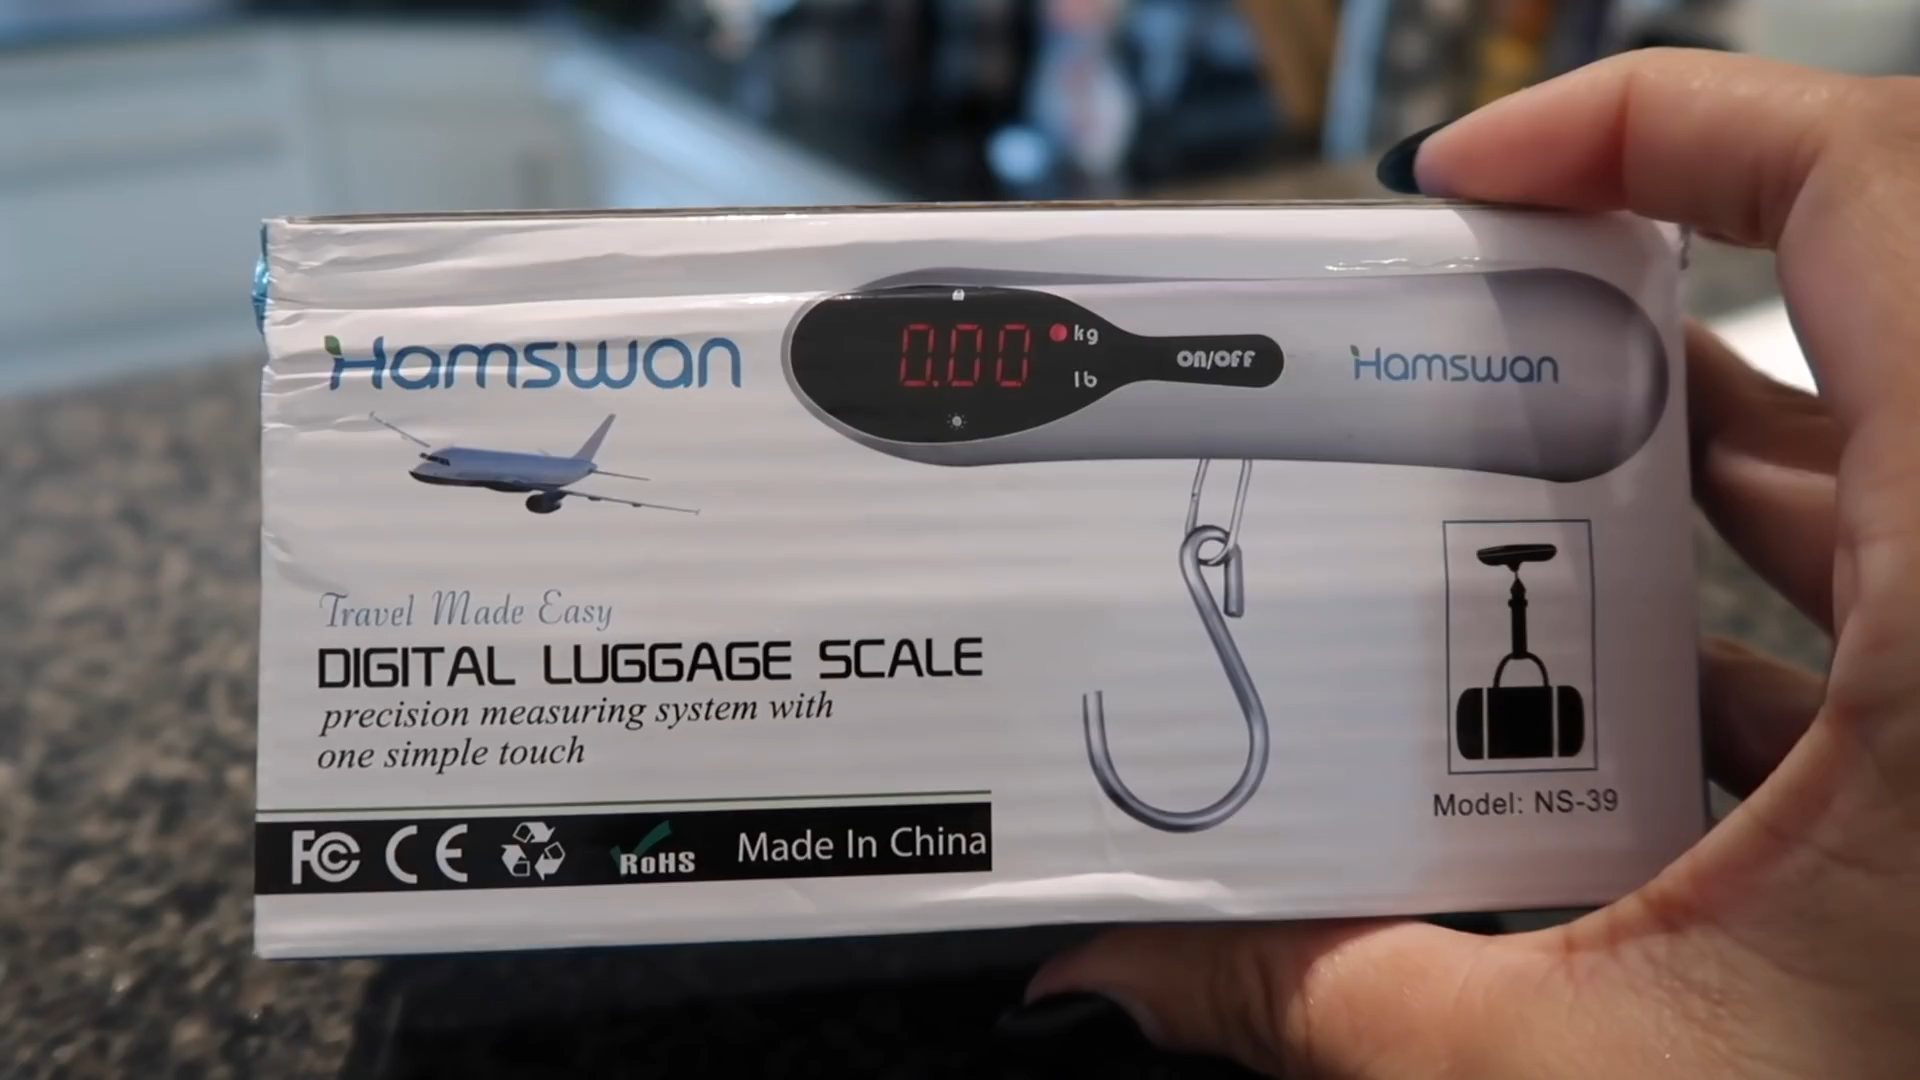 Hamswan
0.00
kg
lb
ON/OFF
Hamswan
Travel Made Easy
DIGITAL LUGGAGE SCALE
precision measuring system with
one simple touch
Model: NS-39
FC CE RoHS Made In China